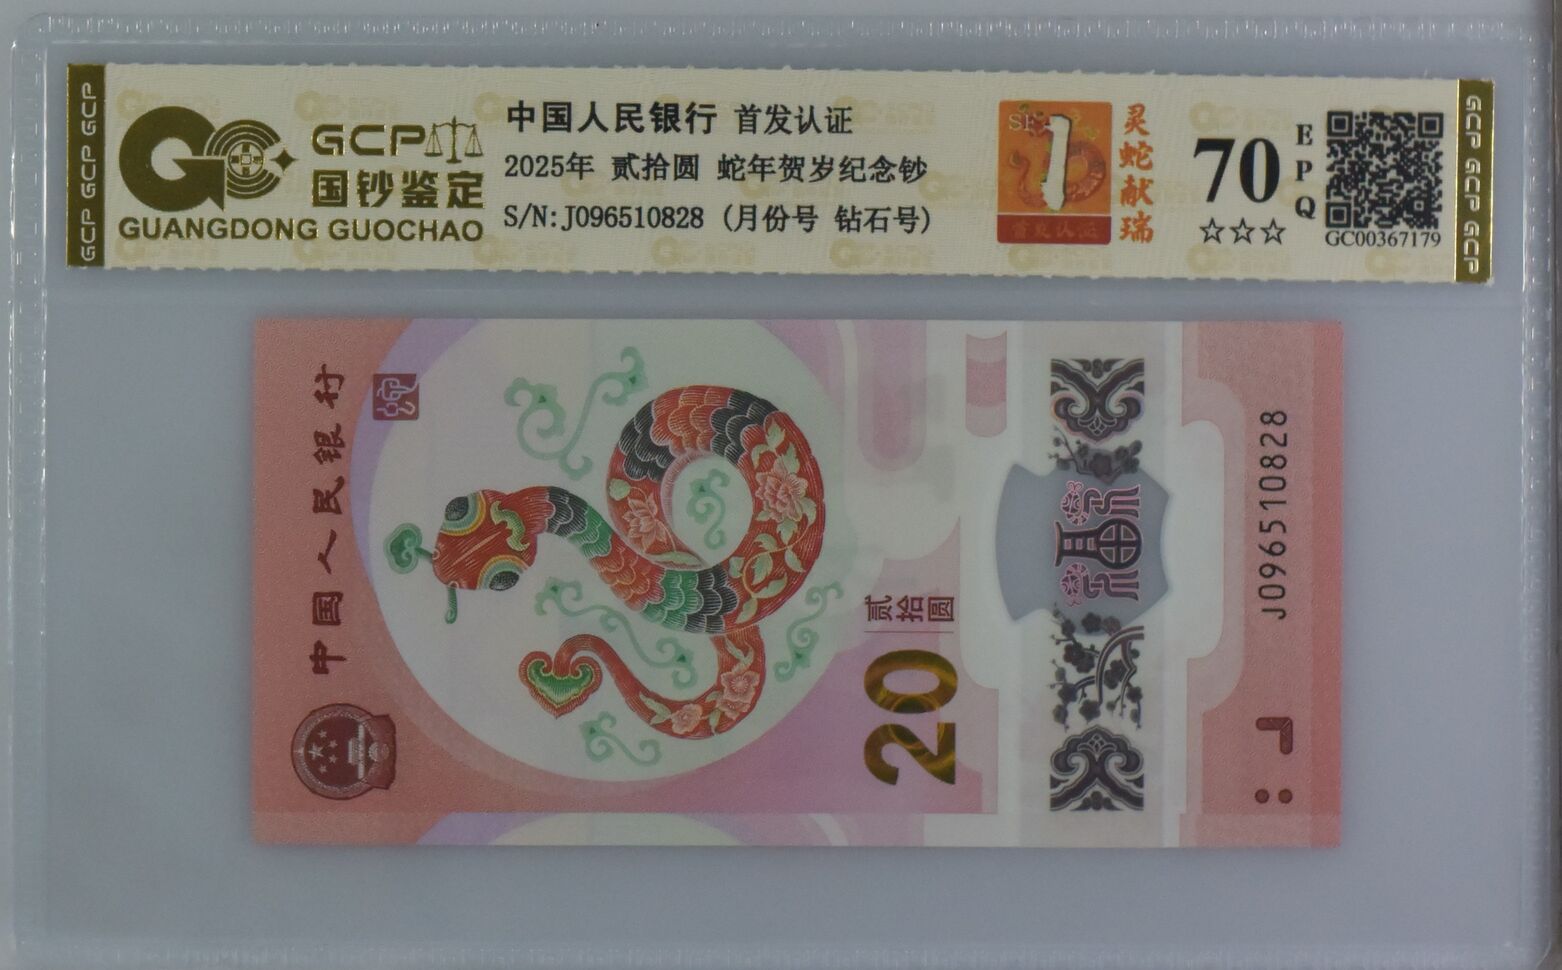 GCP GCP GCP
GCP
国钞鉴定
GUANGDONG GUOCHAO
中国人民银行 首发认证
2025年 贰拾圆 蛇年贺岁纪念钞
S/N:J096510828 (月份号 钻石号)
1
首发认证
灵蛇献瑞
70
☆☆☆
EPQ
GC00367179
GCP GCP GCP
中国人民银行
贰拾圆
20
福
J096510828